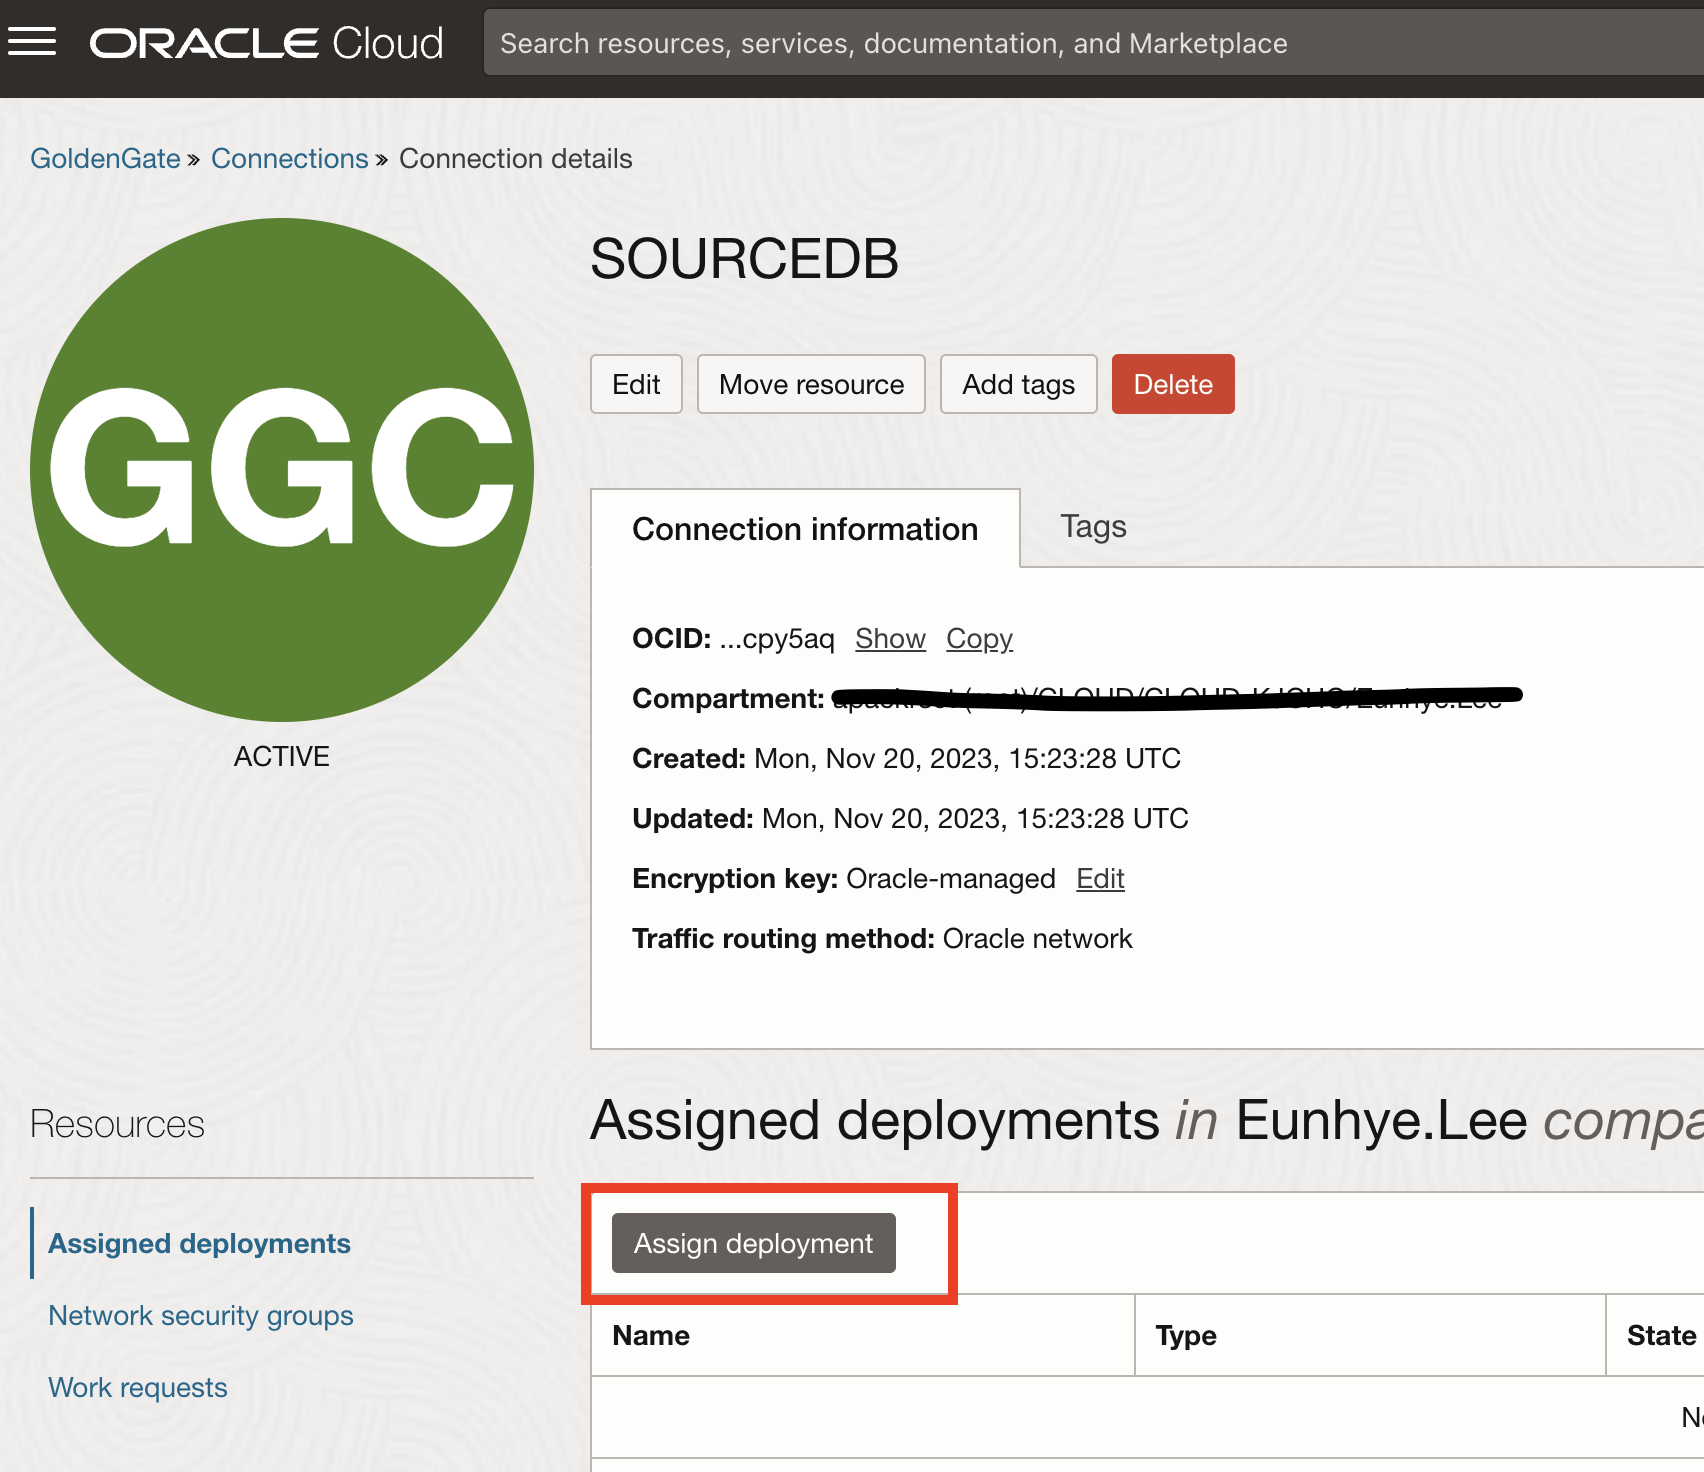 ORACLE Cloud
Search resources, services, documentation, and Marketplace
GoldenGate » Connections » Connection details
GGC
ACTIVE
SOURCEDB
Edit Move resource Add tags Delete
Connection information Tags
OCID: ...cpy5aq Show Copy
Compartment:
Created: Mon, Nov 20, 2023, 15:23:28 UTC
Updated: Mon, Nov 20, 2023, 15:23:28 UTC
Encryption key: Oracle-managed Edit
Traffic routing method: Oracle network
Resources
Assigned deployments
Network security groups
Work requests
Assigned deployments in Eunhye.Lee compa
Assign deployment
Name Type State